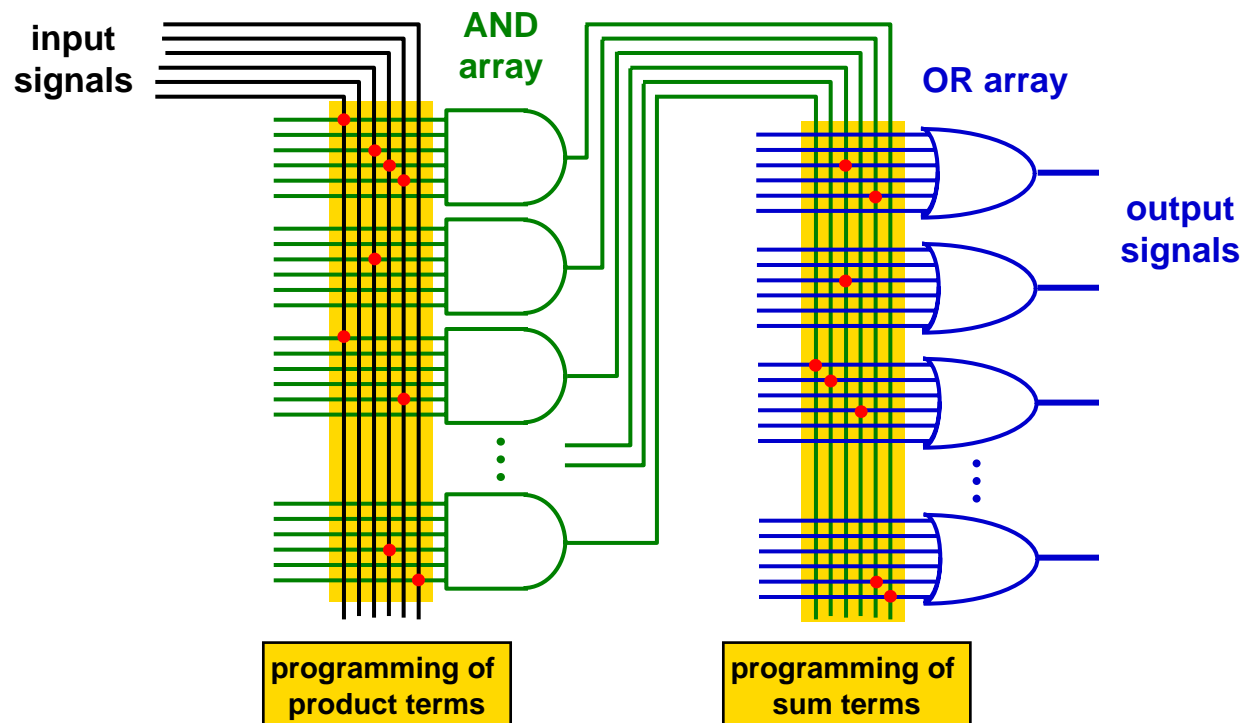 input
signals
AND
array
OR array
output
signals
programming of
product terms
programming of
sum terms